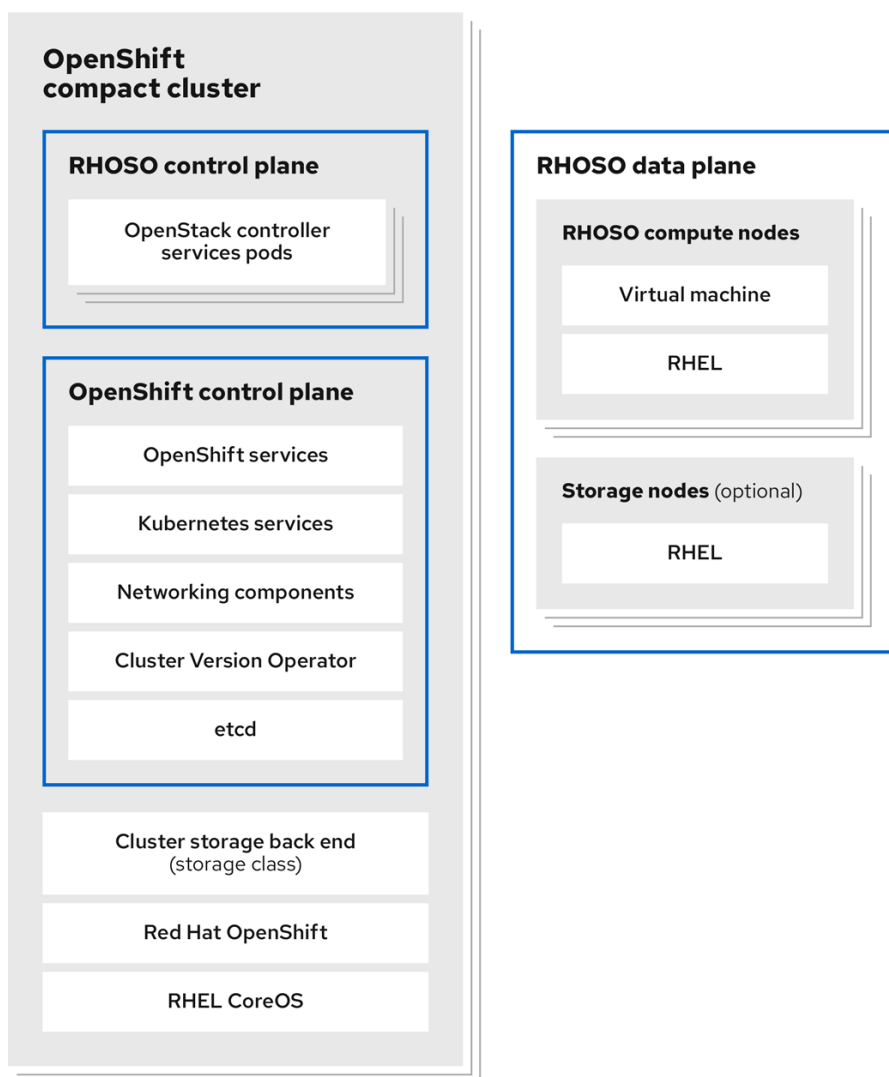 OpenShift
compact cluster
RHOSO control plane
OpenStack controller
services pods
OpenShift control plane
OpenShift services
Kubernetes services
Networking components
Cluster Version Operator
etcd
Cluster storage back end
(storage class)
Red Hat OpenShift
RHEL CoreOS
RHOSO data plane
RHOSO compute nodes
Virtual machine
RHEL
Storage nodes (optional)
RHEL